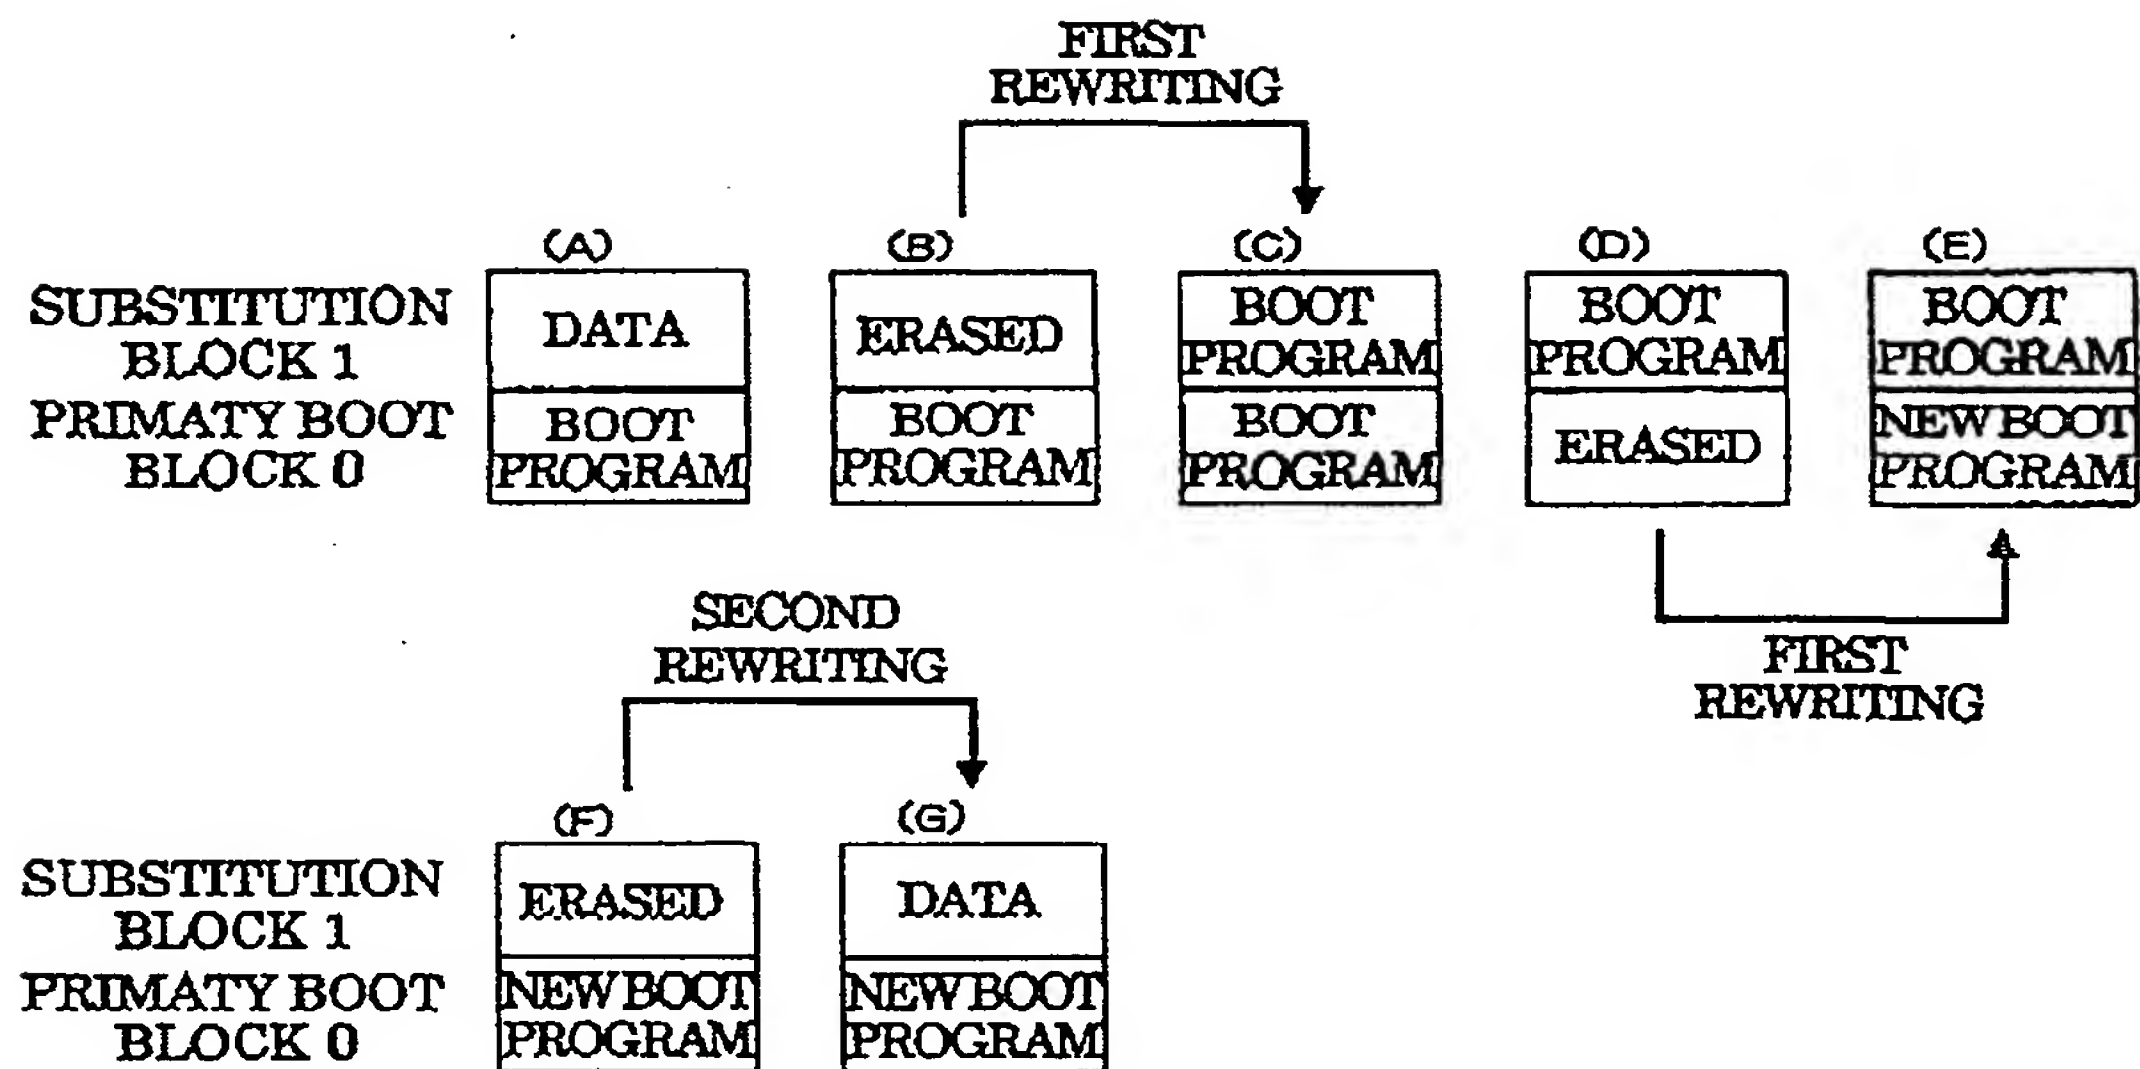 FIRST
REWRITING
(A)
(B)
(C)
(D)
(E)
SUBSTITUTION
BLOCK 1
PRIMATY BOOT
BLOCK 0
DATA
BOOT
PROGRAM
ERASED
BOOT
PROGRAM
BOOT
PROGRAM
BOOT
PROGRAM
BOOT
PROGRAM
ERASED
BOOT
PROGRAM
NEW BOOT
PROGRAM
FIRST
REWRITING
SECOND
REWRITING
(F)
(G)
SUBSTITUTION
BLOCK 1
PRIMATY BOOT
BLOCK 0
ERASED
NEW BOOT
PROGRAM
DATA
NEW BOOT
PROGRAM